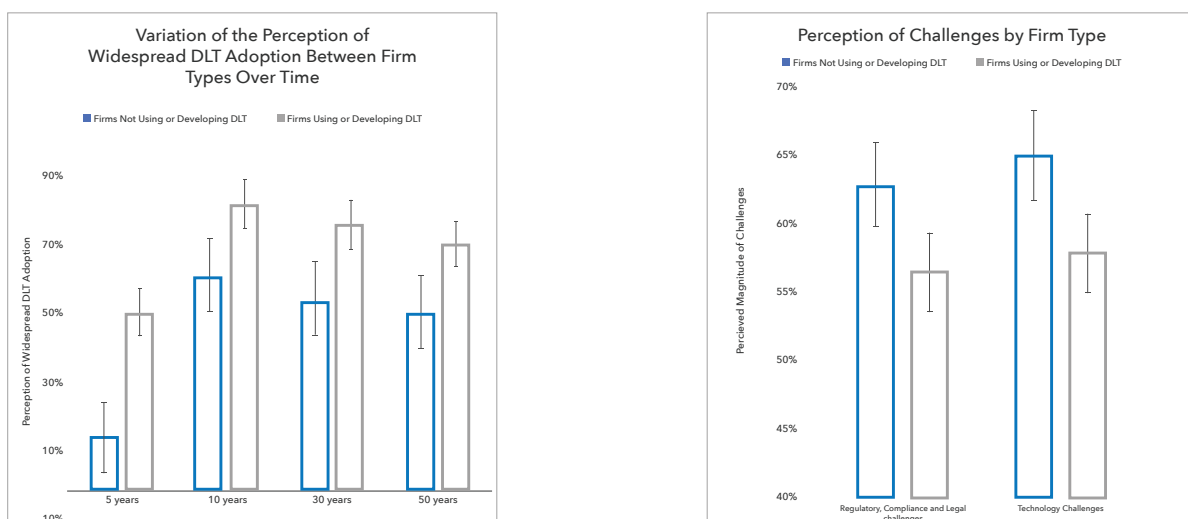 Variation of the Perception of
Widespread DLT Adoption Between Firm
Types Over Time
Firms Not Using or Developing DLT
Firms Using or Developing DLT
Perception of Widespread DLT Adoption
90%
70%
50%
30%
10%
10%
5 years
10 years
30 years
50 years
Perception of Challenges by Firm Type
Firms Not Using or Developing DLT
Firms Using or Developing DLT
Percieved Magnitude of Challenges
70%
65%
60%
55%
50%
45%
40%
Regulatory, Compliance and Legal
challenges
Technology Challenges